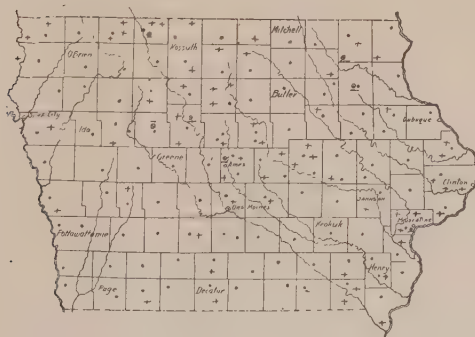 Mitchell
Kossuth
O'Brien
Butler
Sioux City
Dubuque
Ida
Greene
Ames
Clinton
Johnson
Des Moines
Muscatine
Keokuk
Pottawattamie
Henry
Page
Decatur